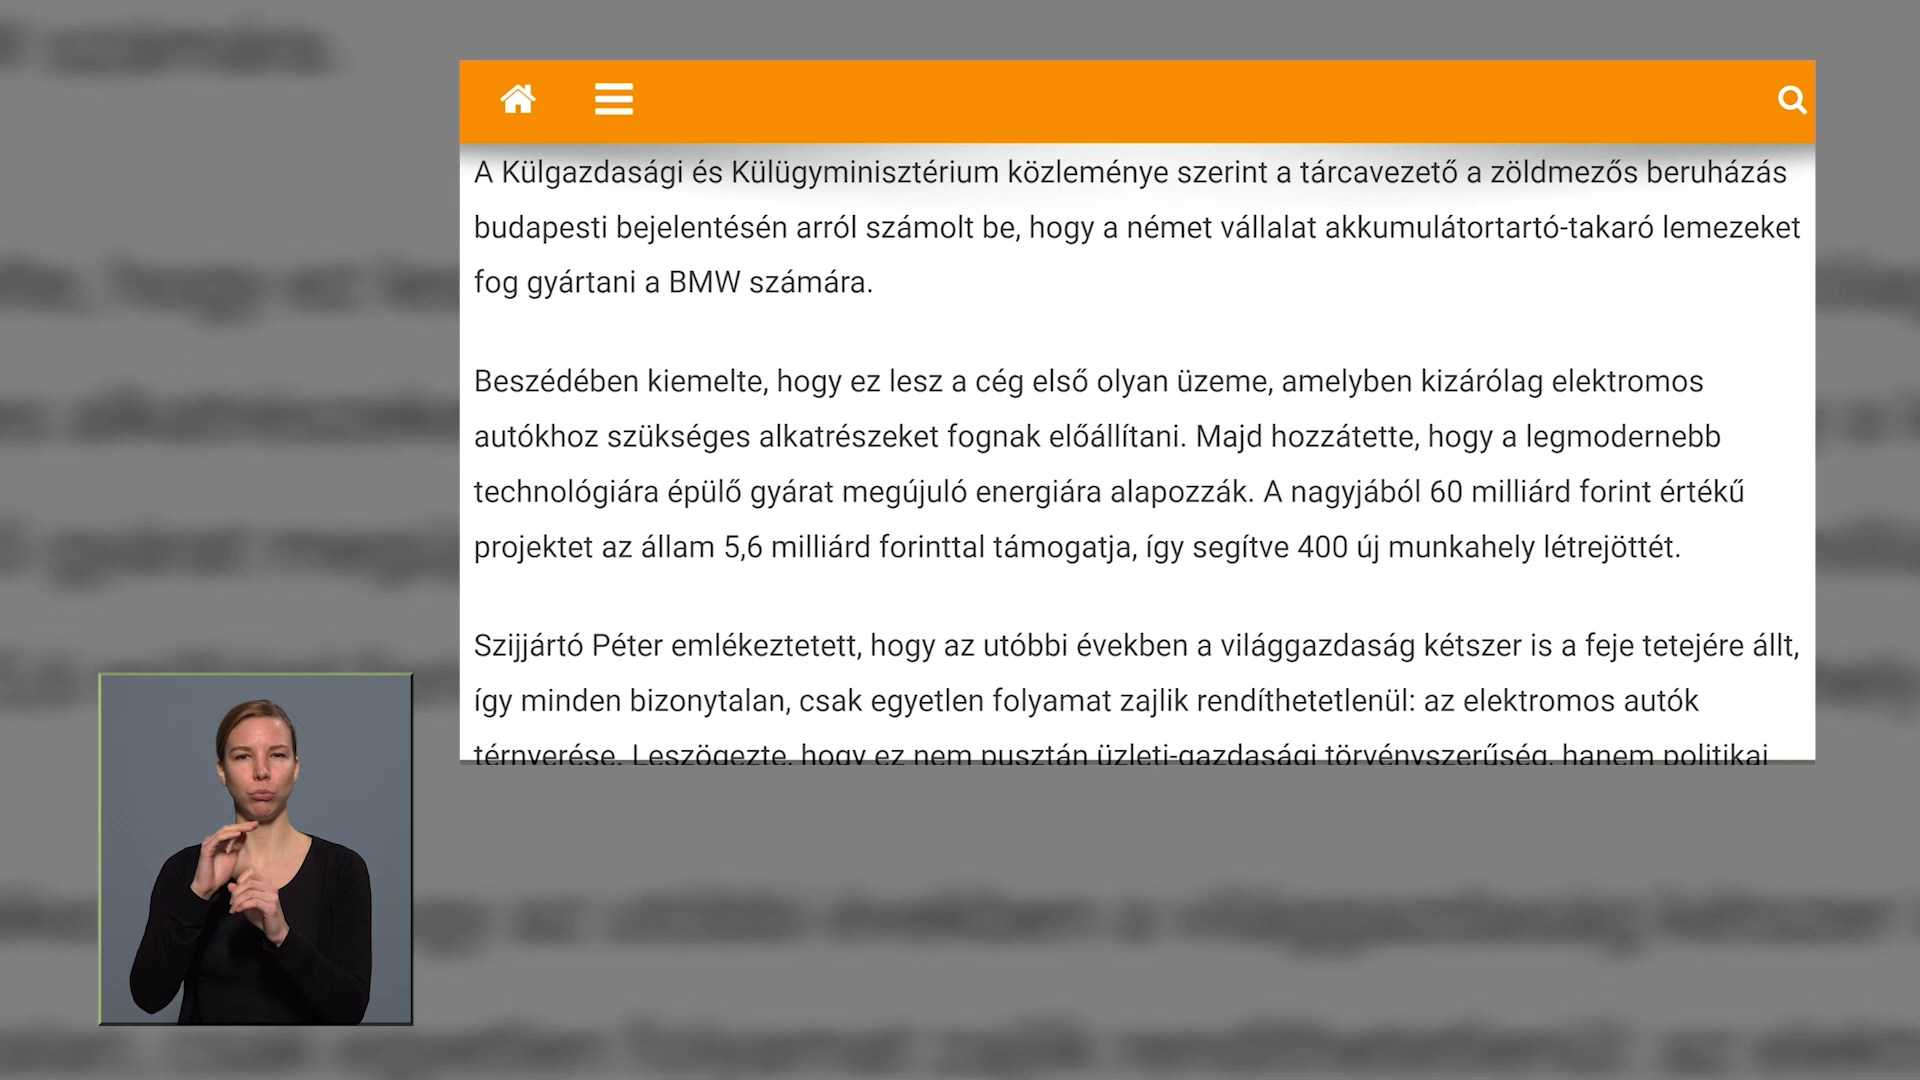 A Külgazdasági és Külügyminisztérium közleménye szerint a tárcavezető a zöldmezős beruházás
budapesti bejelentésén arról számolt be, hogy a német vállalat akkumulátortartó-takaró lemezeket
fog gyártani a BMW számára.
Beszédében kiemelte, hogy ez lesz a cég első olyan üzeme, amelyben kizárólag elektromos
autókhoz szükséges alkatrészeket fognak előállítani. Majd hozzátette, hogy a legmodernebb
technológiára épülő gyárat megújuló energiára alapozzák. A nagyjából 60 milliárd forint értékű
projektet az állam 5,6 milliárd forinttal támogatja, így segítve 400 új munkahely létrejöttét.
Szijjártó Péter emlékeztetett, hogy az utóbbi években a világgazdaság kétszer is a feje tetejére állt,
így minden bizonytalan, csak egyetlen folyamat zajlik rendíthetetlenül: az elektromos autók
térnyerése. Leszögezte, hogy ez nem pusztán üzleti-gazdasági törvényszerűség, hanem politikai